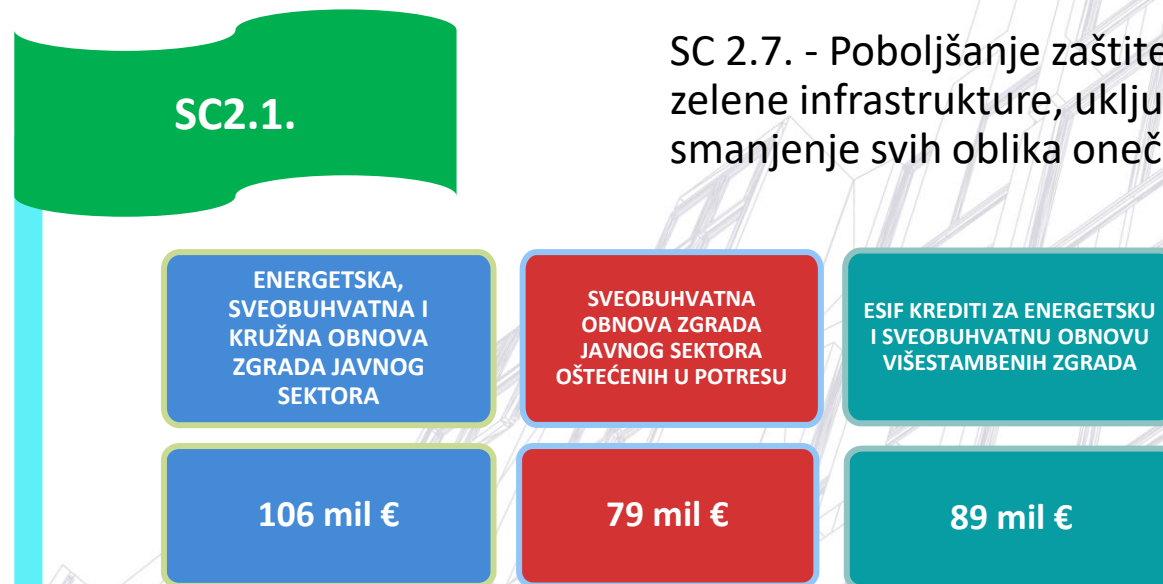 SC2.1.
SC 2.7. - Poboljšanje zaštite
zelene infrastrukture, uklju
smanjenje svih oblika oneč
ENERGETSKA,
SVEOBUHVATNA I
KRUŽNA OBNOVA
ZGRADA JAVNOG
SEKTORA
SVEOBUHVATNA
OBNOVA ZGRADA
JAVNOG SEKTORA
OŠTEĆENIH U POTRESU
ESIF KREDITI ZA ENERGETSKU
I SVEOBUHVATNU OBNOVU
VIŠESTAMBENIH ZGRADA
106 mil €
79 mil €
89 mil €